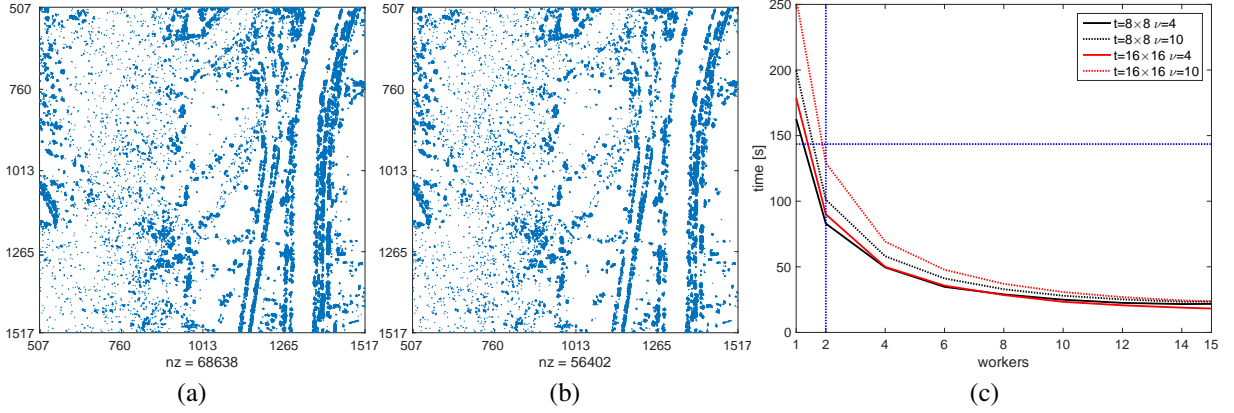 507
760
1013
1265
1517
507 760 1013 1265 1517
nz = 68638
(a)
507
760
1013
1265
1517
507 760 1013 1265 1517
nz = 56402
(b)
250
200
150
100
50
0
time [s]
t=8×8 ν=4
t=8×8 ν=10
t=16×16 ν=4
t=16×16 ν=10
1 2 4 6 8 10 12 14 15
workers
(c)